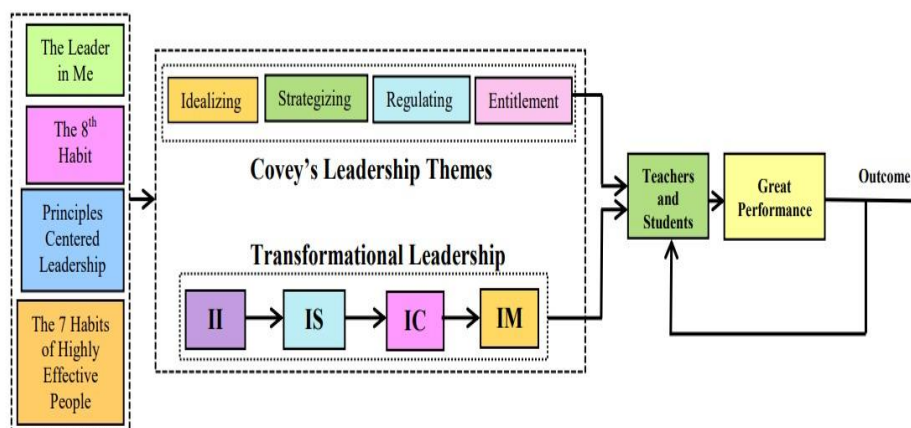 The Leader
in Me
The 8th
Habit
Principles
Centered
Leadership
The 7 Habits
of Highly
Effective
People
Idealizing
Strategizing
Regulating
Entitlement
Covey's Leadership Themes
Transformational Leadership
II
IS
IC
IM
Teachers
and
Students
Great
Performance
Outcome